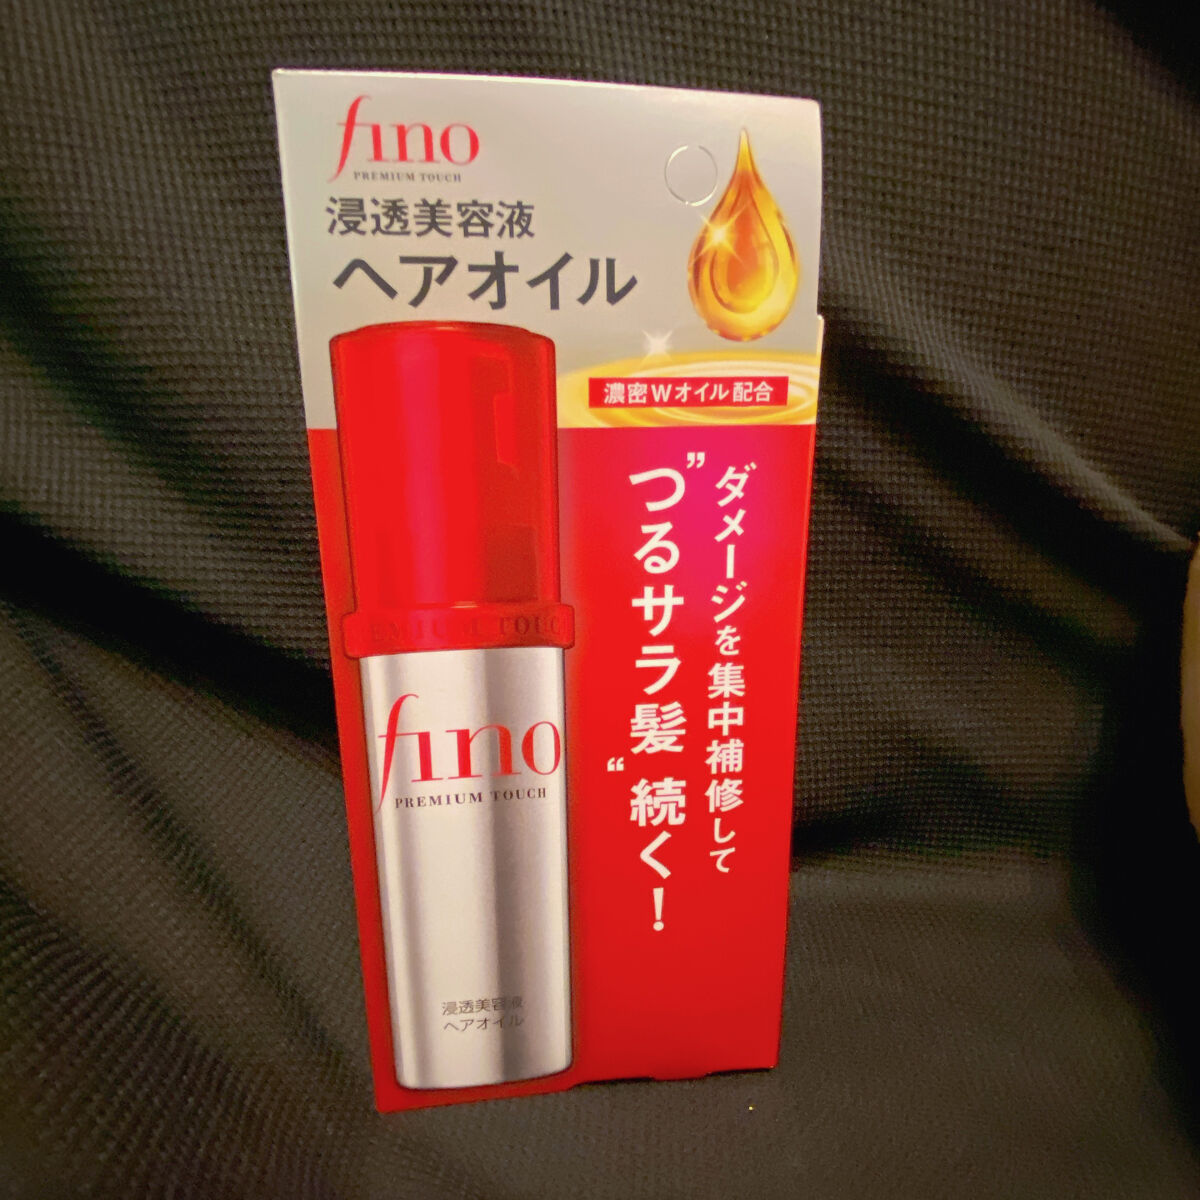 fino
PREMIUM TOUCH
浸透美容液
ヘアオイル
濃密Wオイル配合
ダメージを集中補修して
”つるサラ髪“続く!
EMIUM TOUC
fino
PREMIUM TOUCH
浸透美容液
ヘアオイル